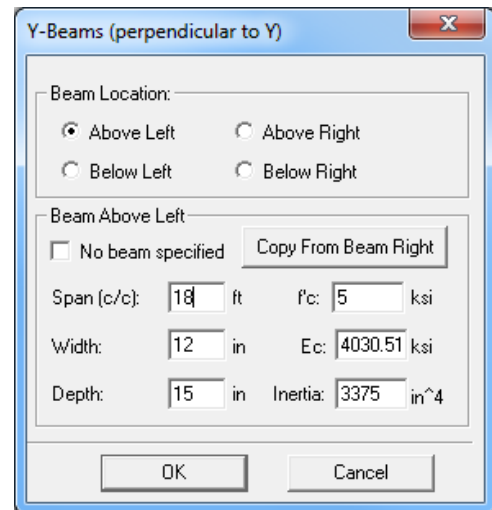 Y-Beams (perpendicular to Y)
Beam Location:
Above Left Above Right
Below Left Below Right
Beam Above Left
No beam specified Copy From Beam Right
Span (c/c): 18 ft f'c: 5 ksi
Width: 12 in Ec: 4030.51 ksi
Depth: 15 in Inertia: 3375 in^4
OK Cancel